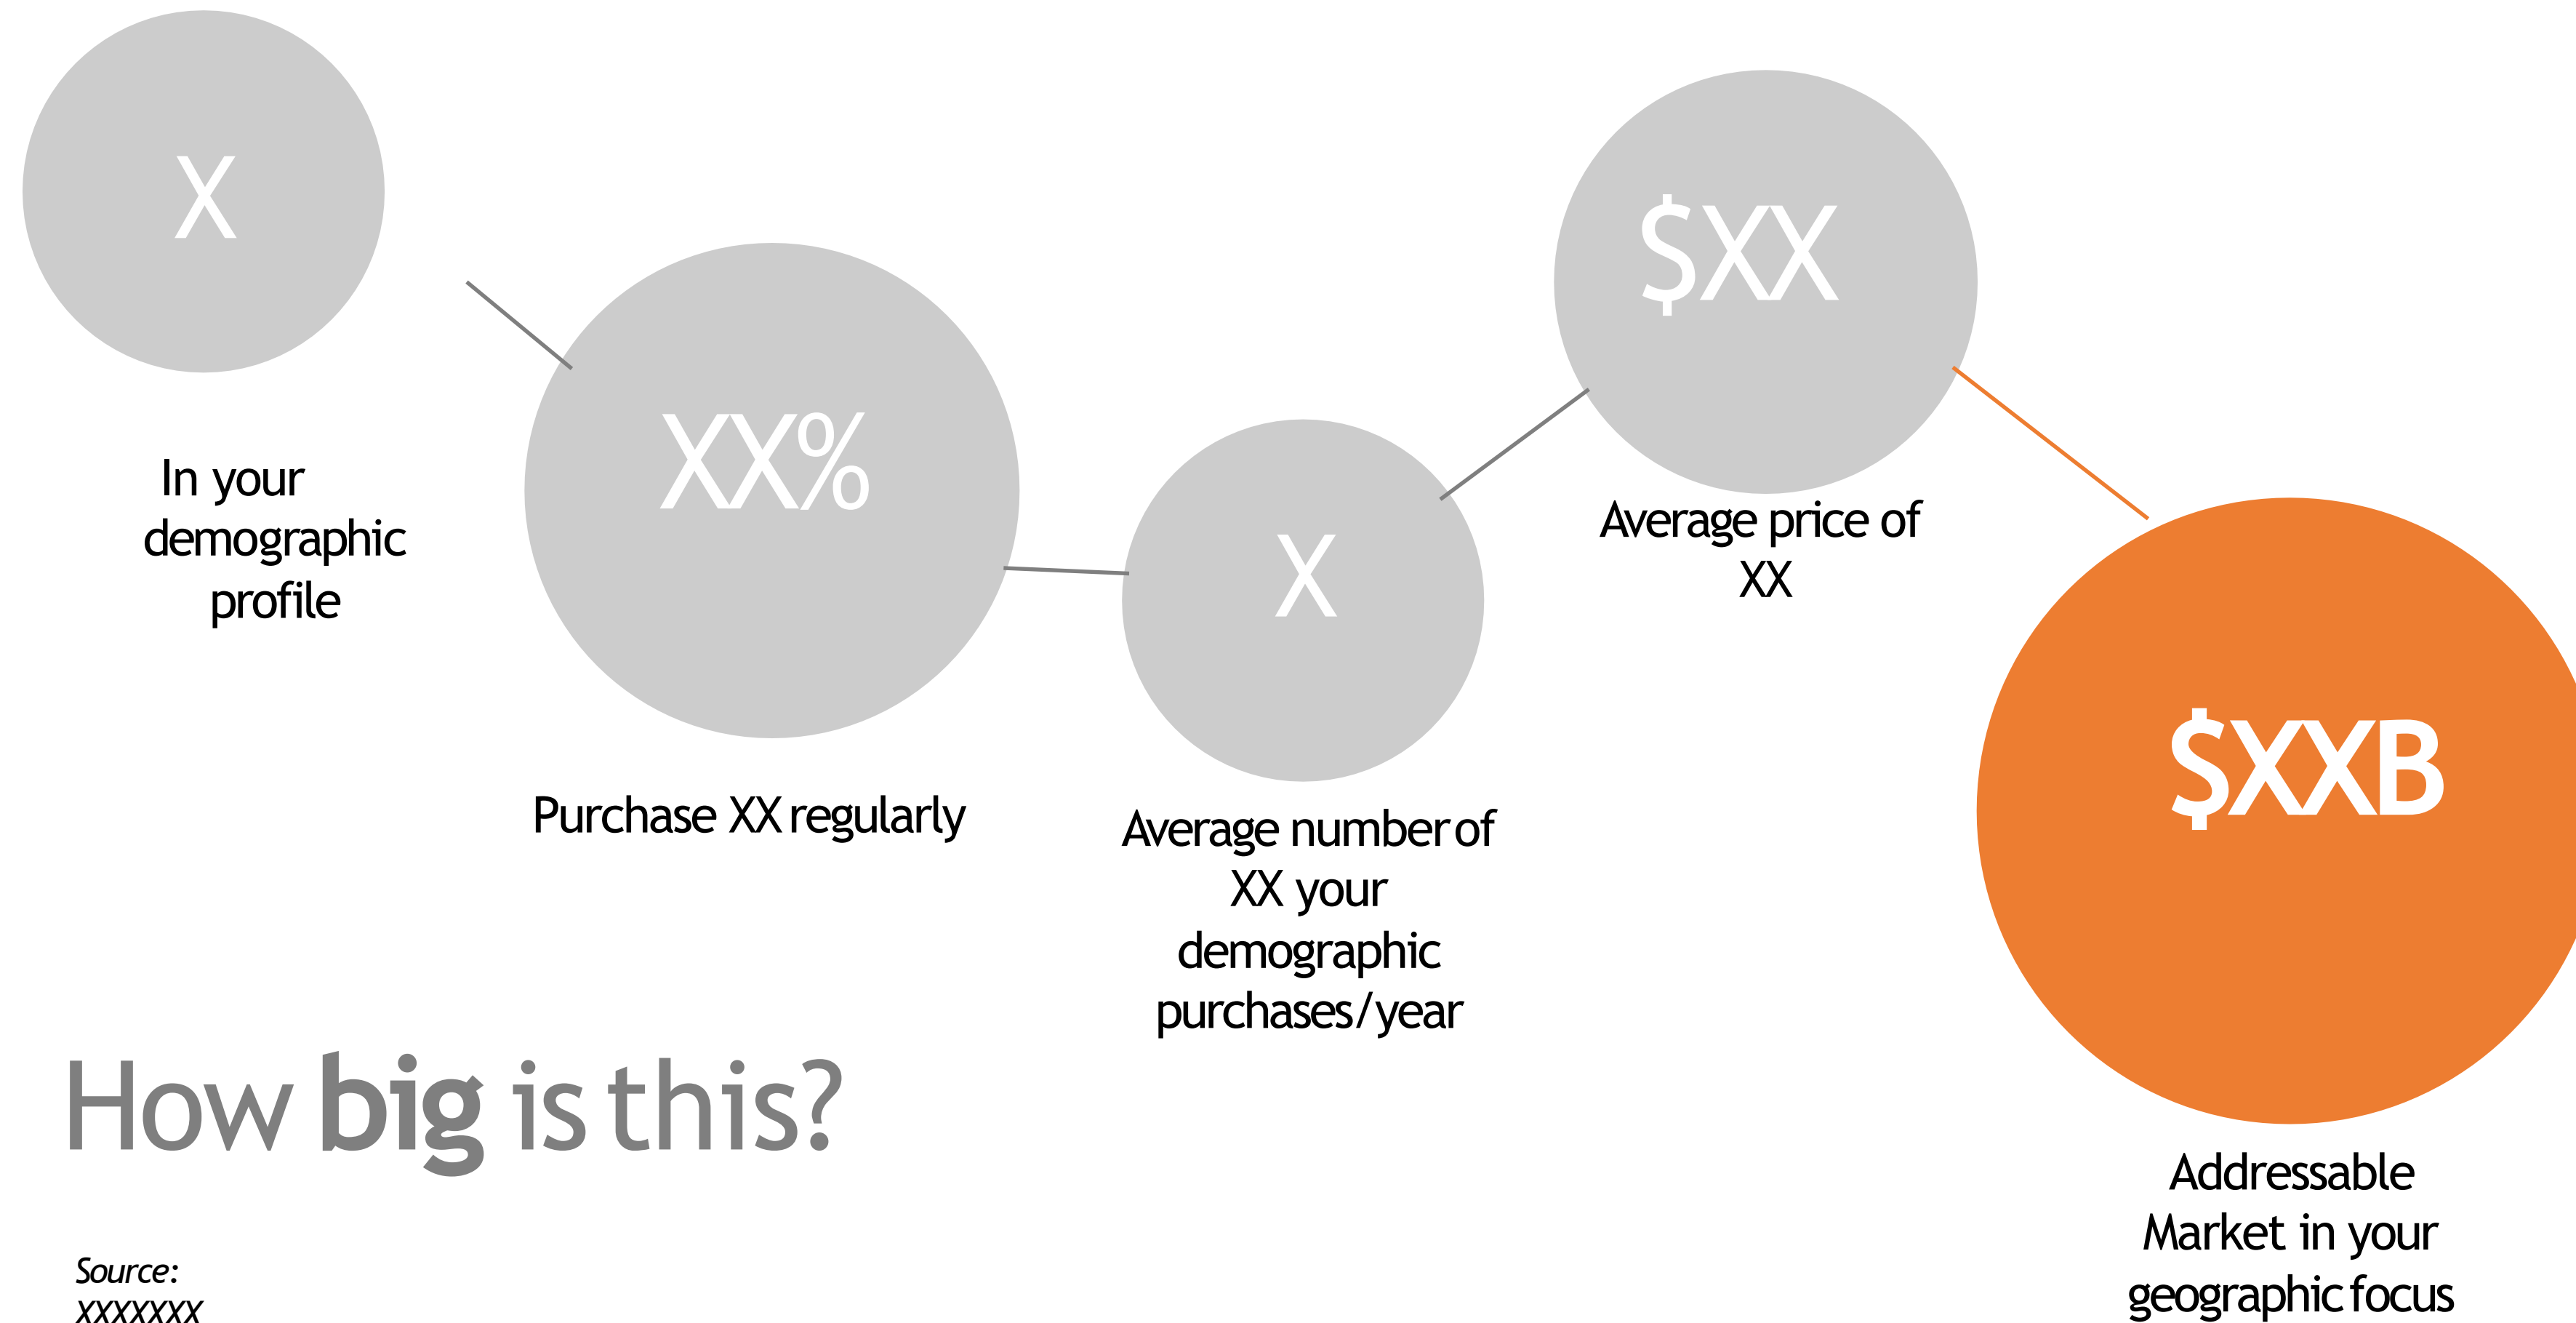 X
In your
demographic
profile
XX%
Purchase XX regularly
X
Average number of
XX your
demographic
purchases/year
$XX
Average price of
XX
$XXB
Addressable
Market in your
geographic focus
How big is this?
Source:
XXXXXXX